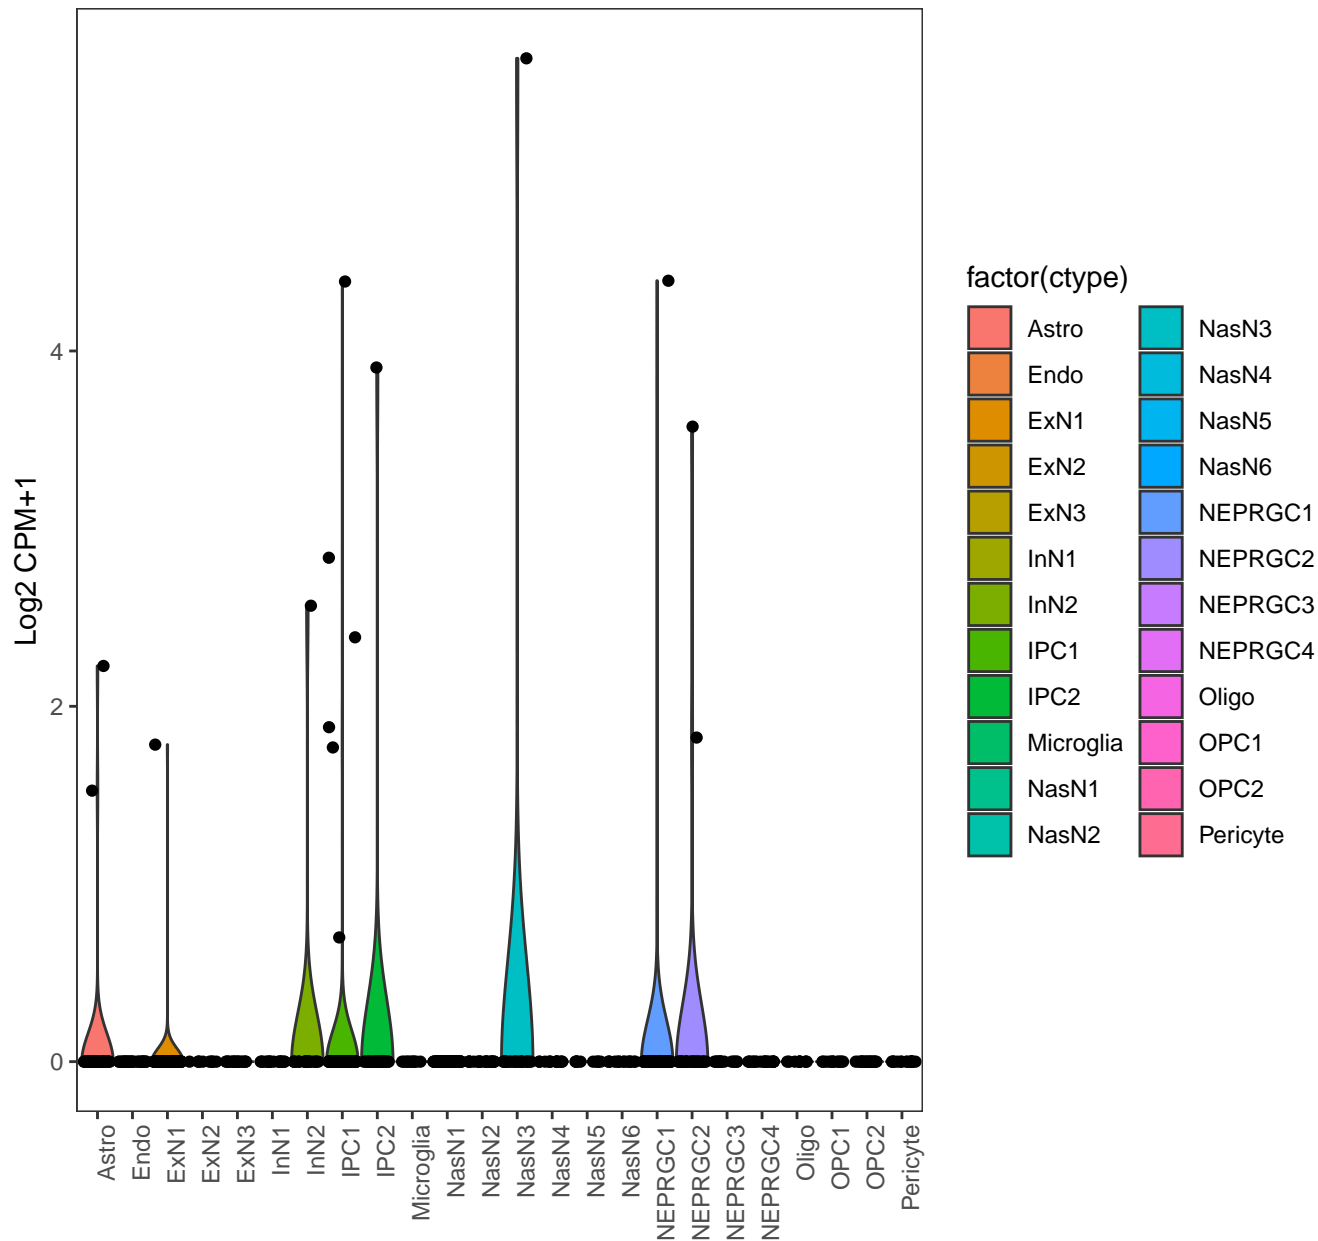 Log2 CPM+1
4
2
0
Astro
Endo
ExN1
ExN2
ExN3
InN1
InN2
IPC1
IPC2
Microglia
NasN1
NasN2
NasN3
NasN4
NasN5
NasN6
NEPRGC1
NEPRGC2
NEPRGC3
NEPRGC4
Oligo
OPC1
OPC2
Pericyte
factor(ctype)
Astro
Endo
ExN1
ExN2
ExN3
InN1
InN2
IPC1
IPC2
Microglia
NasN1
NasN2
NasN3
NasN4
NasN5
NasN6
NEPRGC1
NEPRGC2
NEPRGC3
NEPRGC4
Oligo
OPC1
OPC2
Pericyte